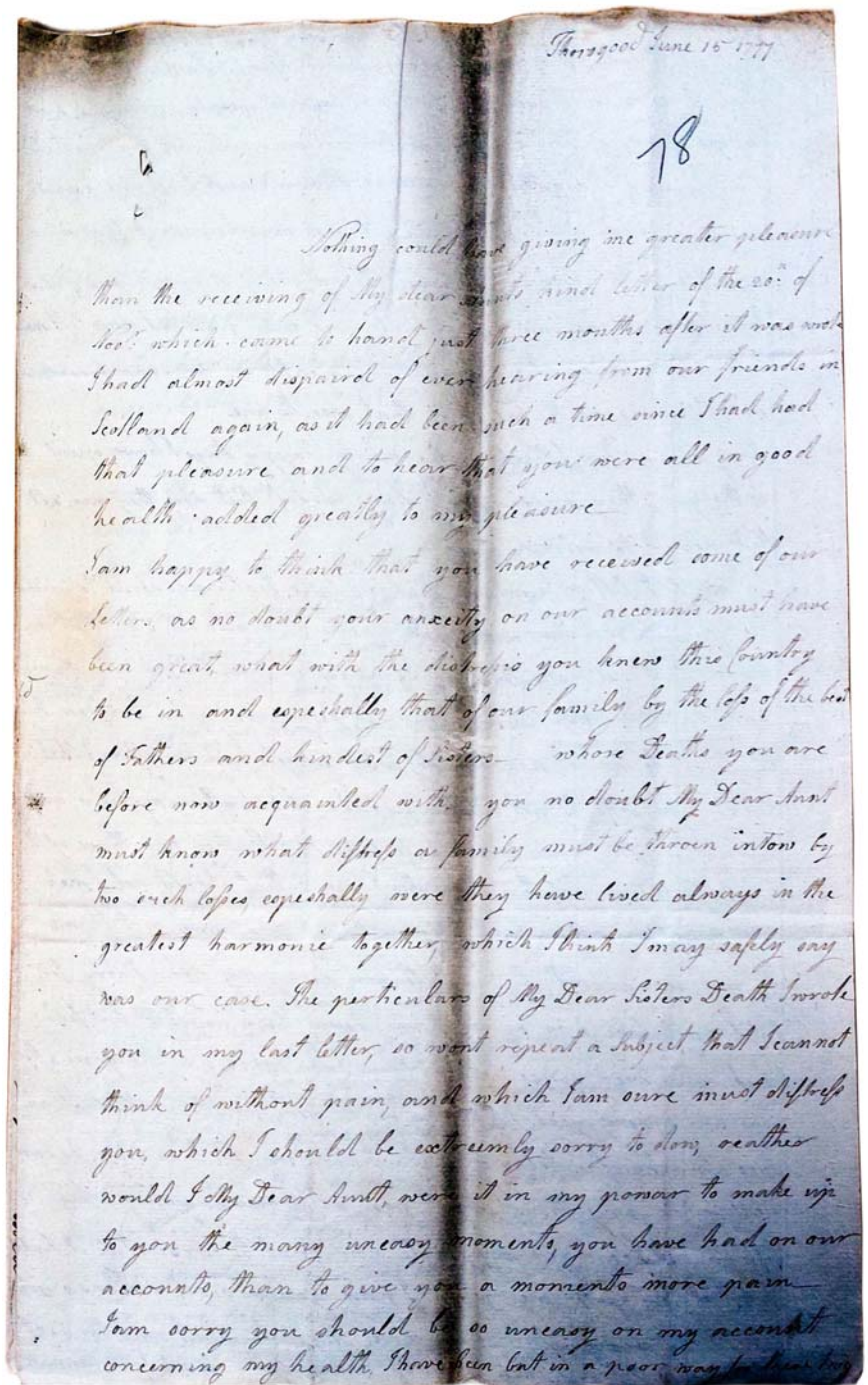 Thorogood June 15 1777
78
Nothing could have giving me greater pleasure
than the receiving of My dear Aunts kind letter of the 20th of
Novr which came to hand just three months after it was wrote
I had almost dispaird of ever hearing from our friends in
Scotland again, as it had been such a time since I had had
that pleasure and to hear that you were all in good
health added greatly to my pleasure
I am happy to think that you have received some of our
Letters, as no doubt your anxeity on our accounts must have
been great, what with the distress you knew this Country
to be in and espeshally that of our family by the loss of the best
of Fathers and kindest of Sisters whose Deaths you are
before now acquainted with. you no doubt My Dear Aunt
must know what distress a family must be throen intow by
two such losses, espeshally were they have lived always in the
greatest harmonie together, which I think I may safely say
was our case. The perticulars of My Dear Sisters Death I wrote
you in my last letter, so wont repeat a Subject that I cannot
think of without pain, and which I am sure must distress
you, which I should be extreemly sorry to dow, reather
would I My Dear Aunt, were it in my powar to make up
to you the many uneasy moments, you have had on our
accounts, than to give you a moments more pain
I am sorry you should be so uneasy on my account
concerning my health I have been but in a poor way for these